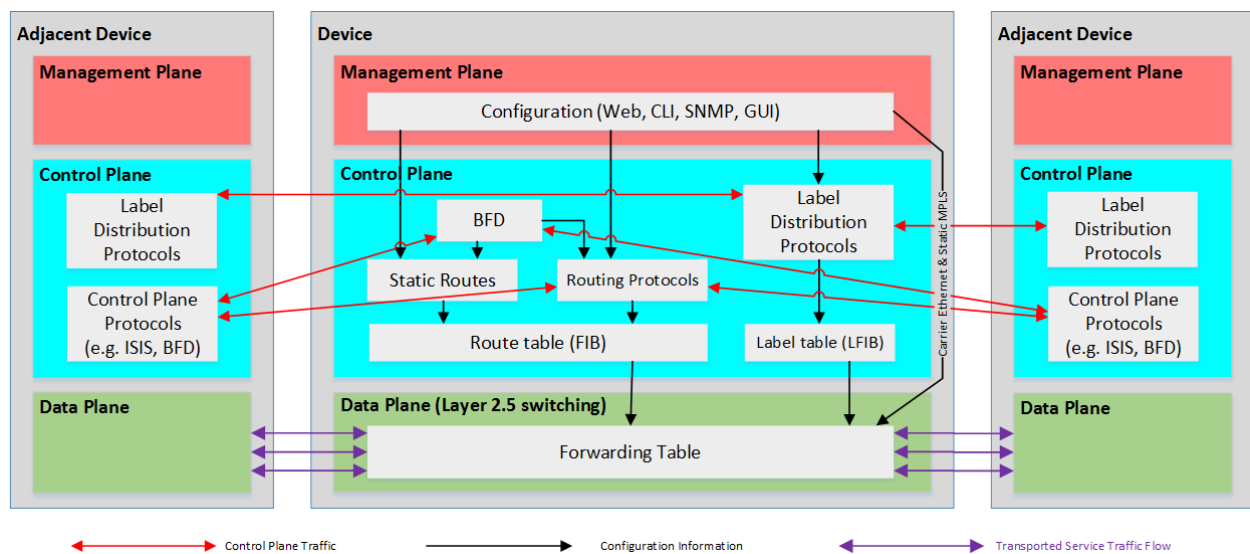 Adjacent Device
Management Plane
Control Plane
Label
Distribution
Protocols
Control Plane
Protocols
(e.g. ISIS, BFD)
Data Plane
Device
Management Plane
Configuration (Web, CLI, SNMP, GUI)
Control Plane
BFD
Label
Distribution
Protocols
Static Routes
Routing Protocols
Route table (FIB)
Label table (LFIB)
Carrier Ethernet & Static MPLS
Data Plane (Layer 2.5 switching)
Forwarding Table
Adjacent Device
Management Plane
Control Plane
Label
Distribution
Protocols
Control Plane
Protocols
(e.g. ISIS, BFD)
Data Plane
Control Plane Traffic
Configuration Information
Transported Service Traffic Flow